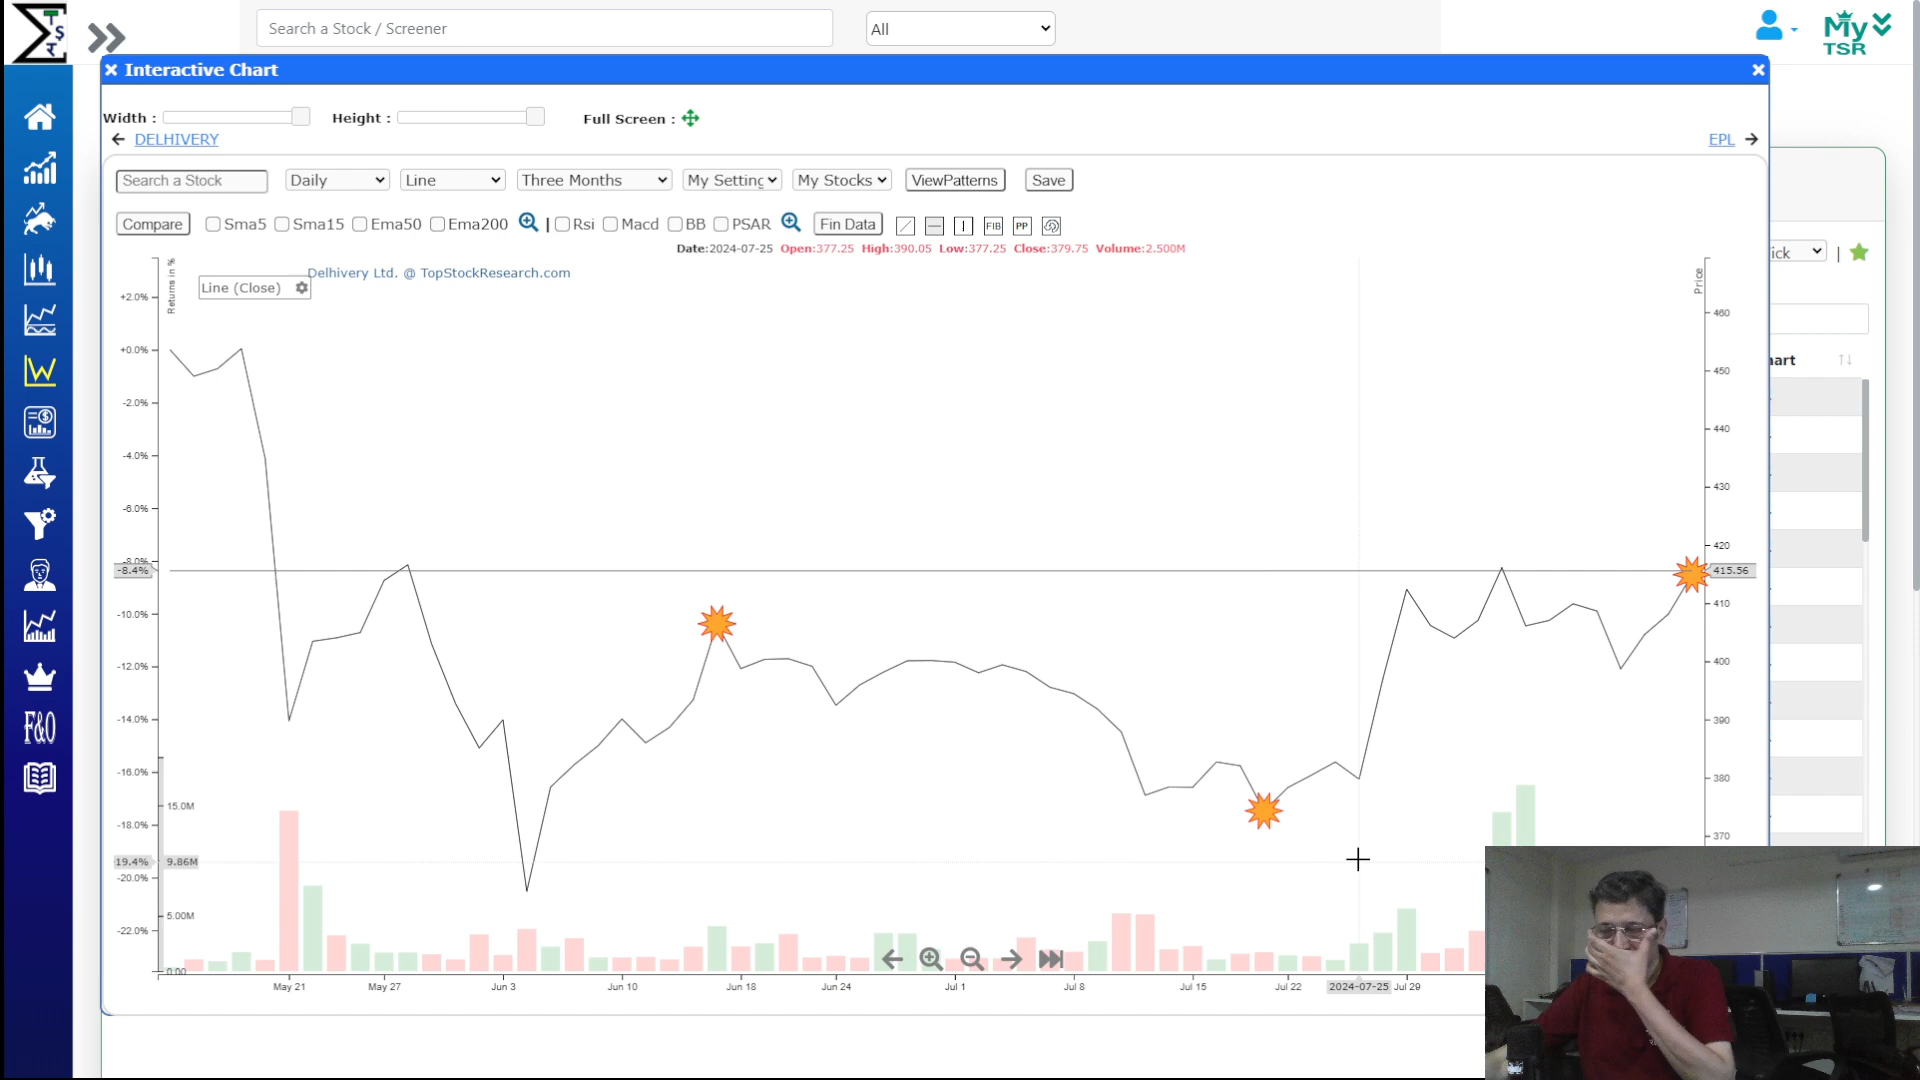 Search a Stock / Screener
All
My
TSR
Interactive Chart
Width :
Height :
Full Screen :
DELHIVERY
EPL
Search a Stock
Daily
Line
Three Months
My Setting
My Stocks
ViewPatterns
Save
Compare
Sma5
Sma15
Ema50
Ema200
|
Rsi
Macd
BB
PSAR
Fin Data
FIB
PP
Date:2024-07-25 Open:377.25 High:390.05 Low:377.25 Close:379.75 Volume:2.500M
ick
|
Delhivery Ltd. @ TopStockResearch.com
Line (Close)
Returns in %
Price
+2.0%
+0.0%
-2.0%
-4.0%
-6.0%
-8.0%
-8.4%
-10.0%
-12.0%
-14.0%
-16.0%
-18.0%
19.4%
-20.0%
-22.0%
460
450
440
430
420
415.56
410
400
390
380
370
15.0M
9.86M
5.00M
0.00
May 21
May 27
Jun 3
Jun 10
Jun 18
Jun 24
Jul 1
Jul 8
Jul 15
Jul 22
2024-07-25
Jul 29
hart
F&O